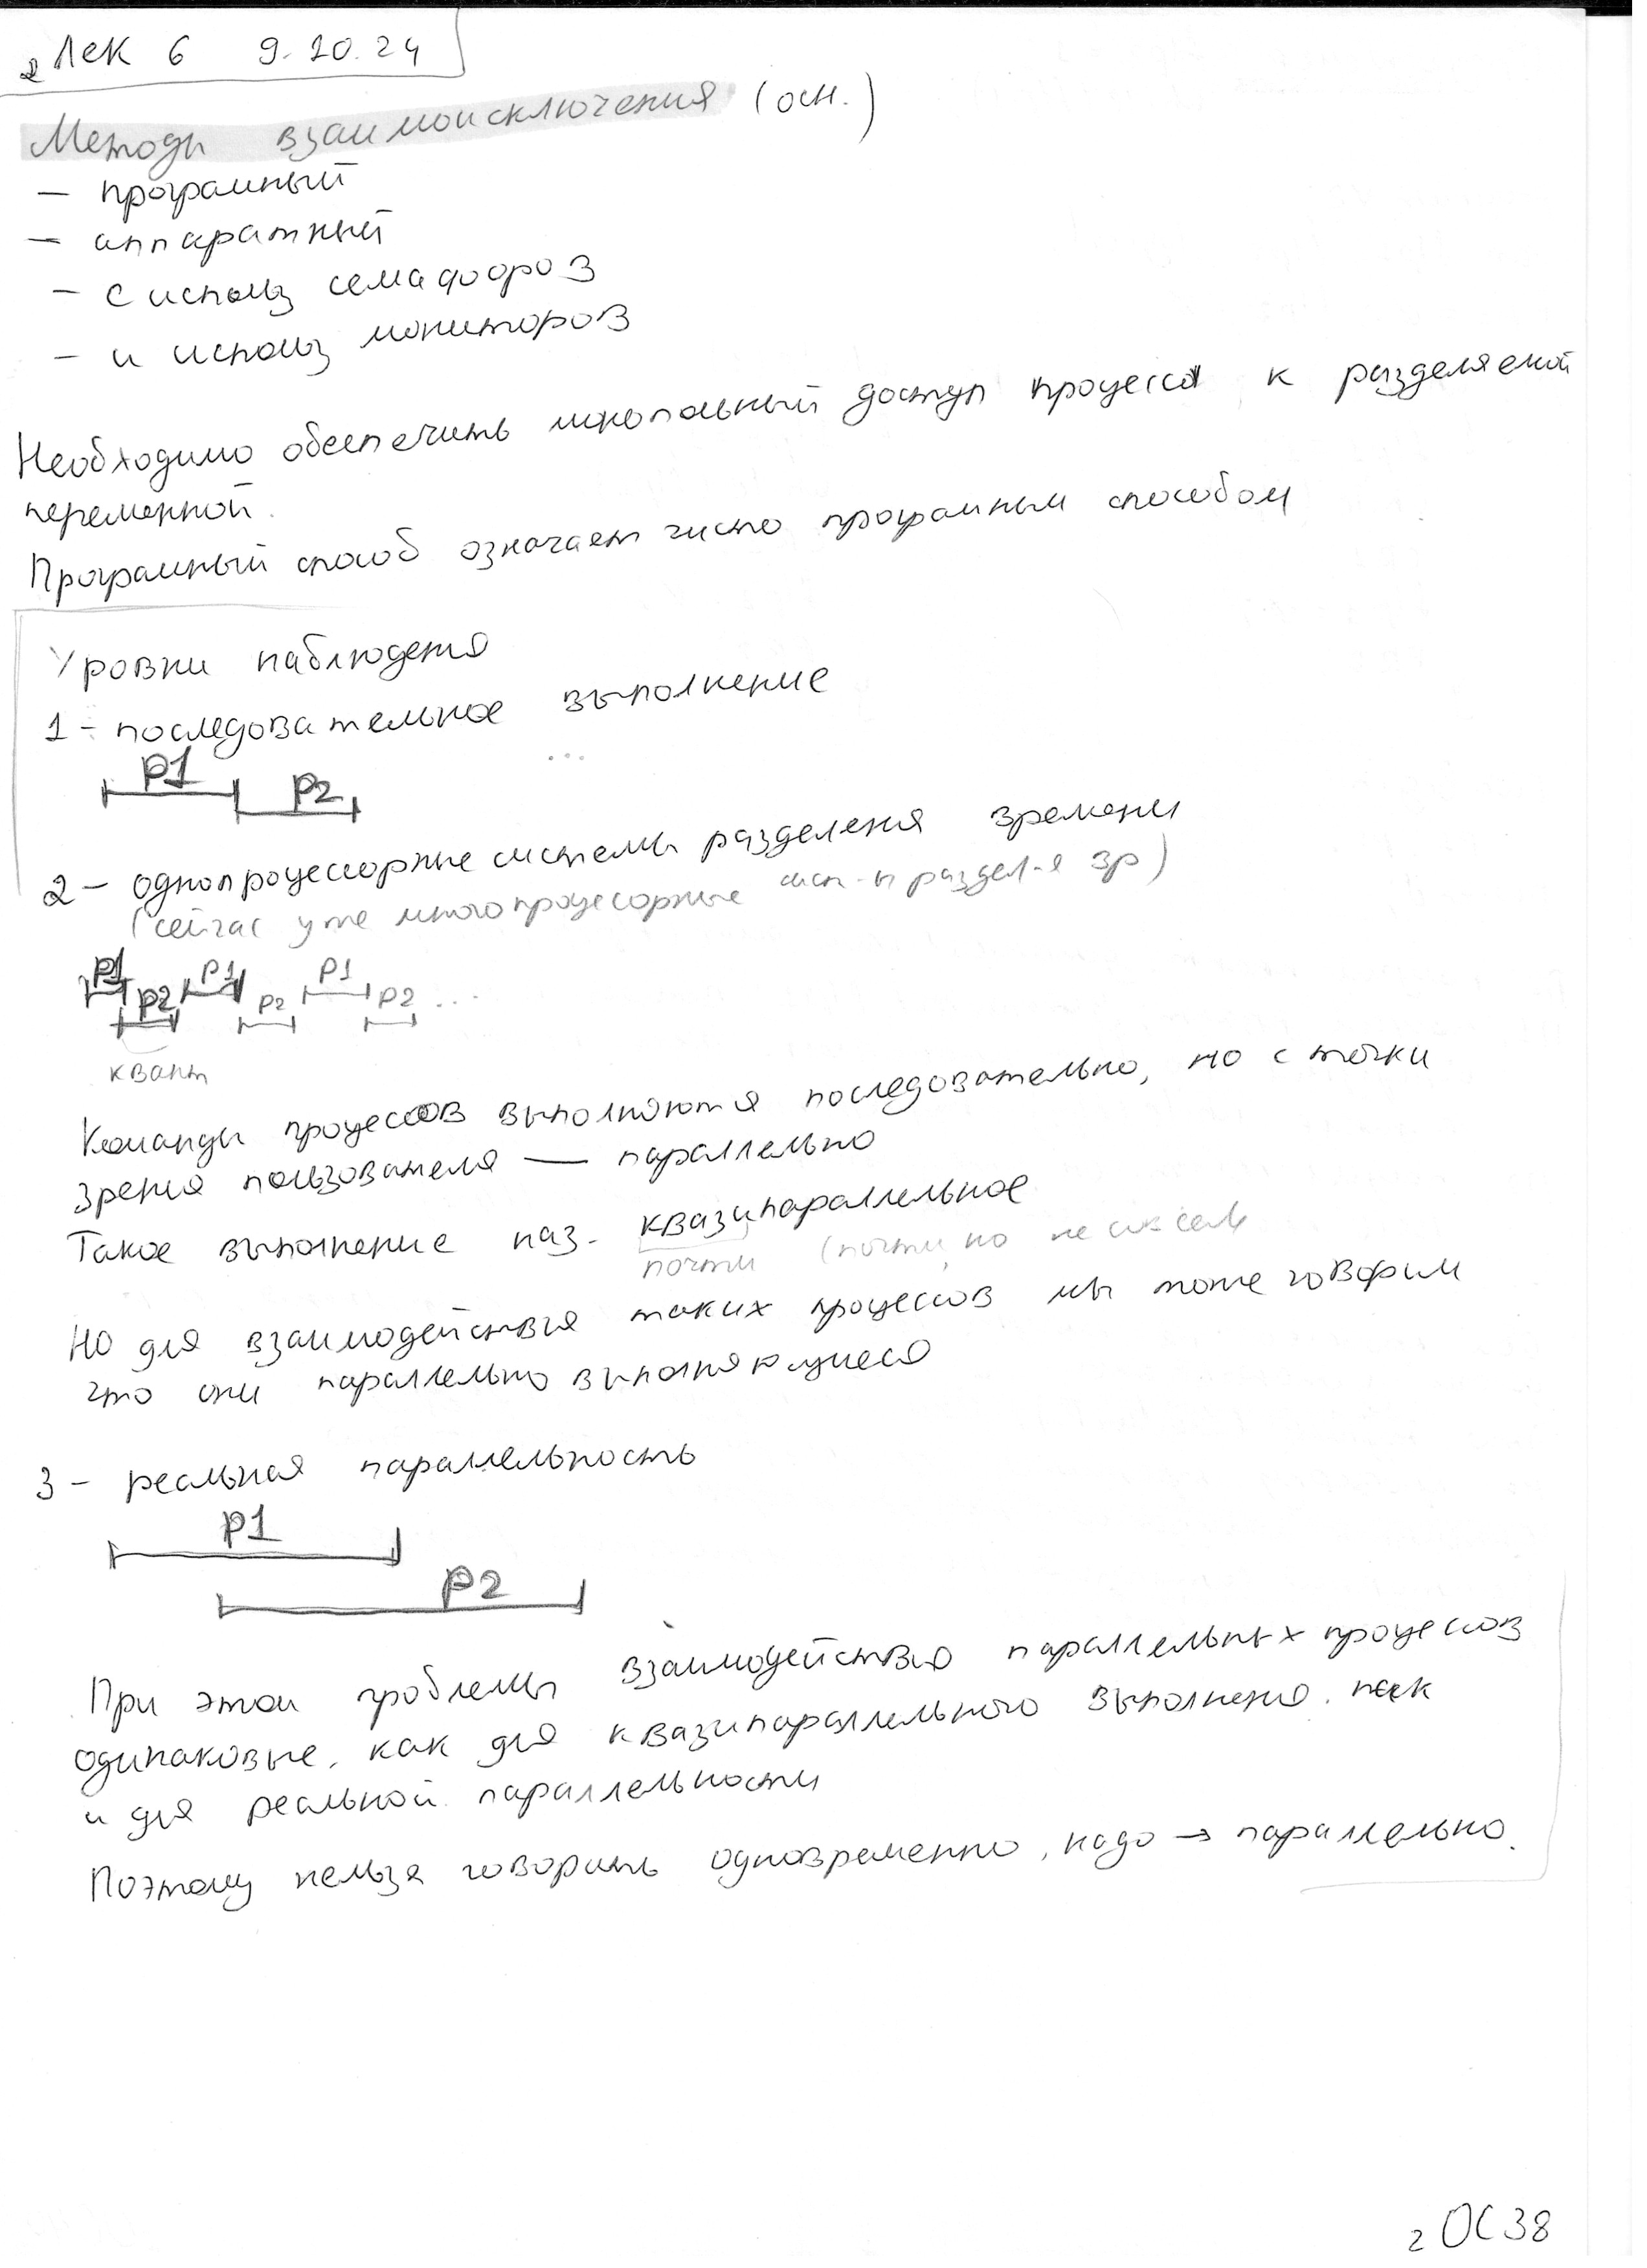 2 Лек 6 9.10.24
Методы взаимоисключения (осн.)
– програмный
– аппаратный
– с использ семафоров
– и использ мониторов
Необходимо обеспечить монопольный доступ процесса к разделяемой
переменной.
Програмный способ означает чисто програмным способом
Уровни наблюдения
1 – последовательное выполнение
...
P1 P2
2 – однопроцессорные системы разделения времени
(сейчас уже многопроцесорные сист-ы раздел-я вр)
P1 P2 P1 P2 P1 P2 ...
квант
Команды процессов выполняются последовательно, но с точки
зрения пользователя — параллельно
Такое выполнение наз- квазипараллельное
почти (почти, но не совсем
НО для взаимодействия таких процессов мы тоже говорим
что они параллельно выполняющиеся
3 – реальная параллельность
P1
P2
При этом проблемы взаимодействия параллельных процессов
одинаковые, как для квазипараллельного выполнения, так
и для реальной параллельности
Поэтому нельзя говорить одновременно, надо → параллельно.
2 ОС 38